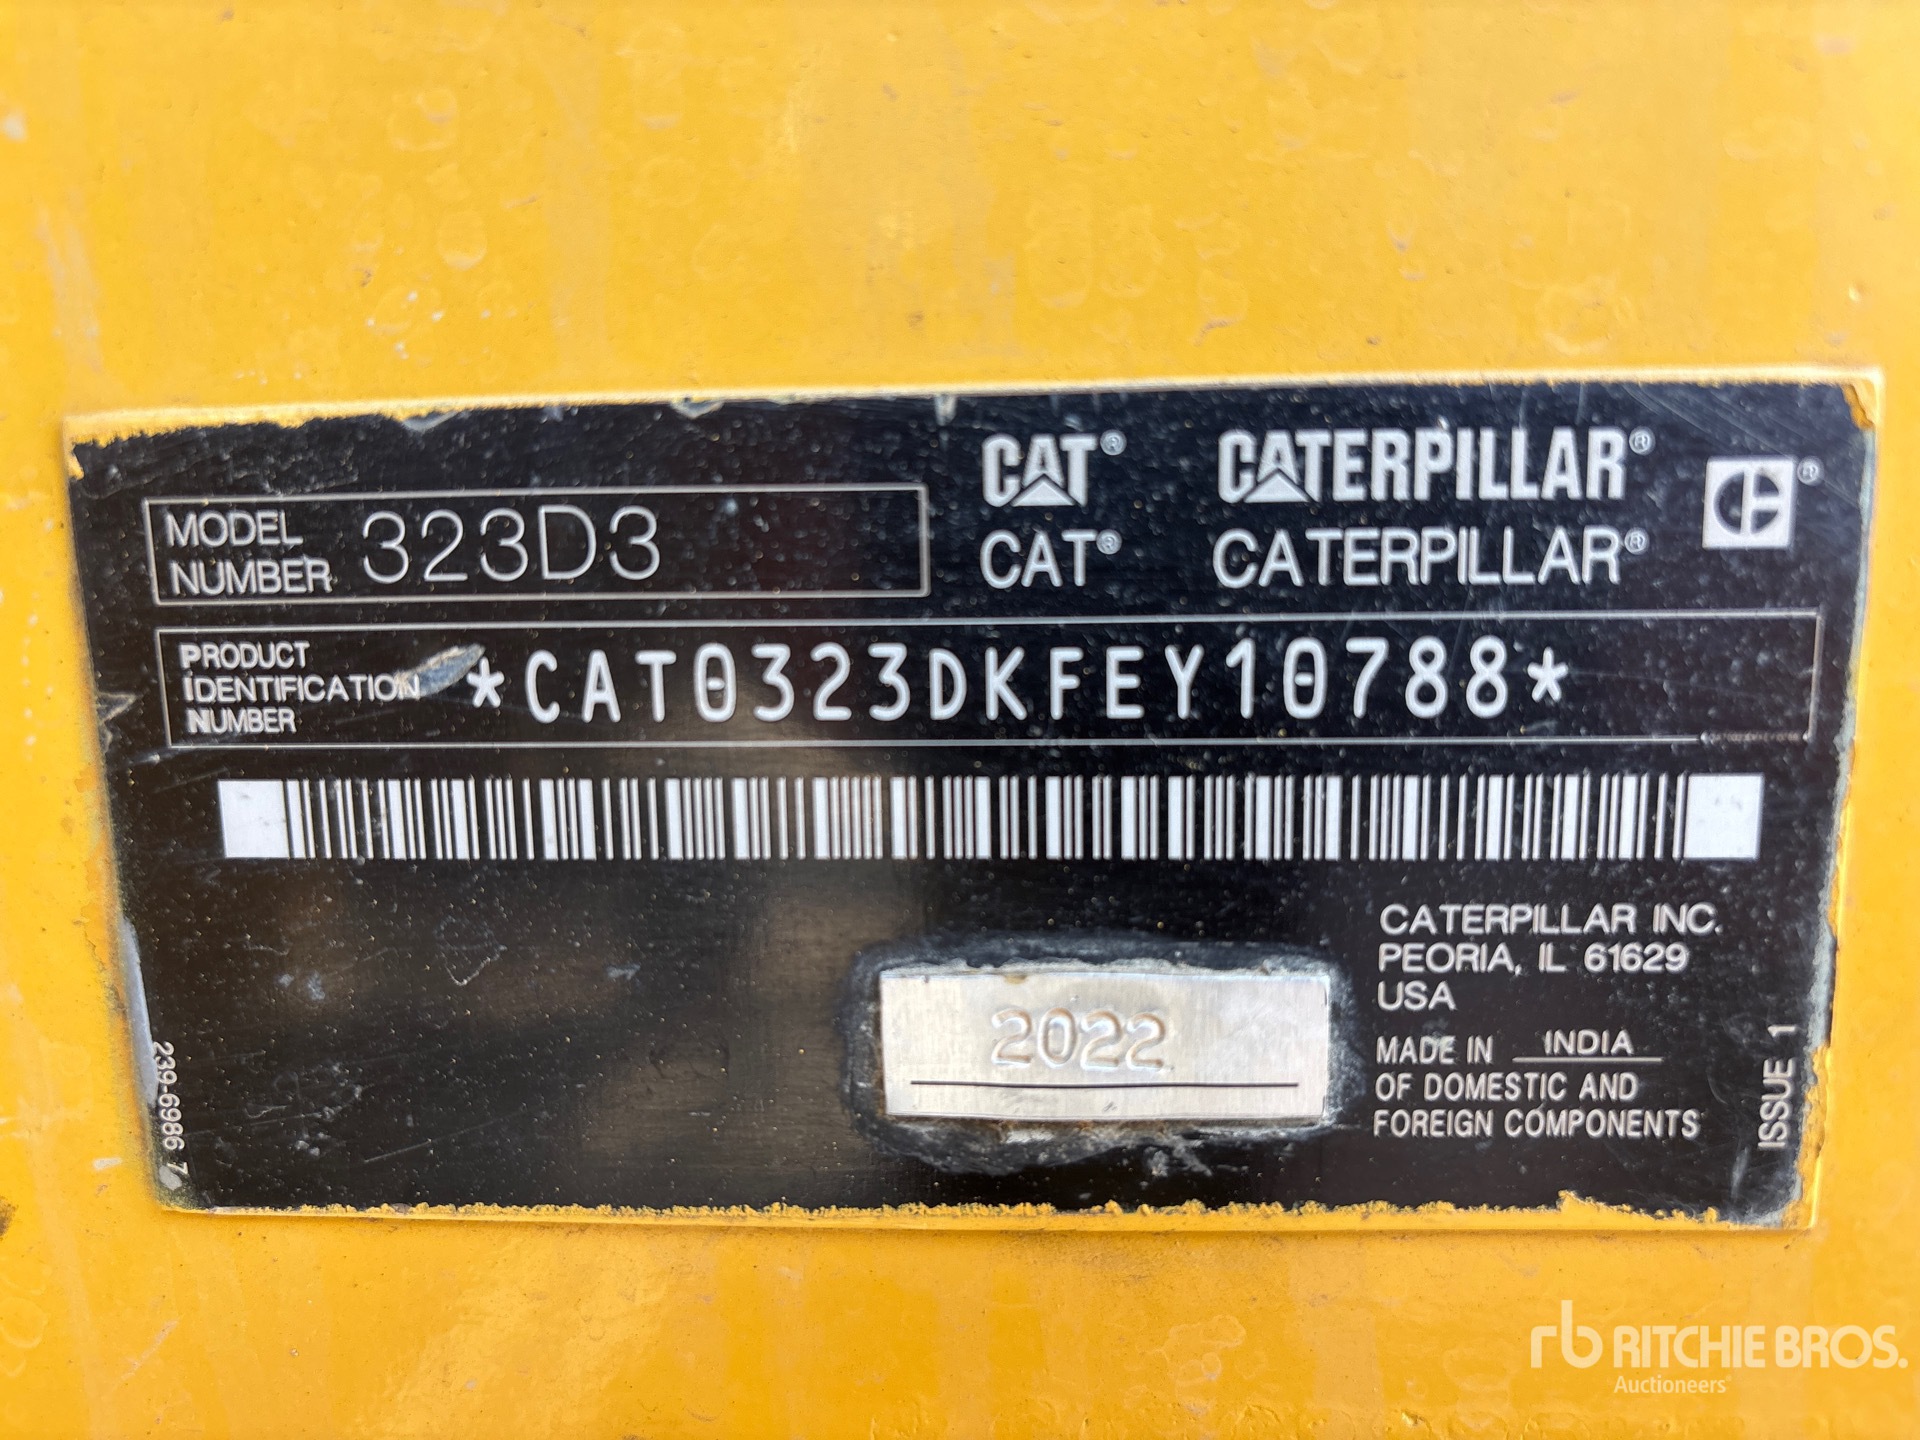 CAT® CATERPILLAR®
MODEL NUMBER 323D3
CAT® CATERPILLAR®
PRODUCT IDENTIFICATION NUMBER *CAT0323DKFEY10788*
CATERPILLAR INC.
PEORIA, IL 61629
USA
2022
MADE IN INDIA
OF DOMESTIC AND
FOREIGN COMPONENTS
239-6986 7
ISSUE 1
rb RITCHIE BROS.
Auctioneers